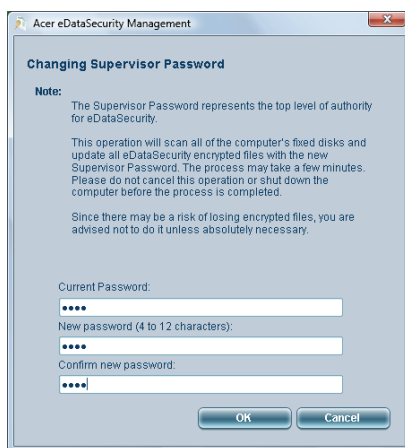 Acer eDataSecurity Management
Changing Supervisor Password
Note:
The Supervisor Password represents the top level of authority
for eDataSecurity.
This operation will scan all of the computer's fixed disks and
update all eDataSecurity encrypted files with the new
Supervisor Password. The process may take a few minutes.
Please do not cancel this operation or shut down the
computer before the process is completed.
Since there may be a risk of losing encrypted files, you are
advised not to do it unless absolutely necessary.
Current Password:
••••
New password (4 to 12 characters):
••••
Confirm new password:
••••
OK Cancel